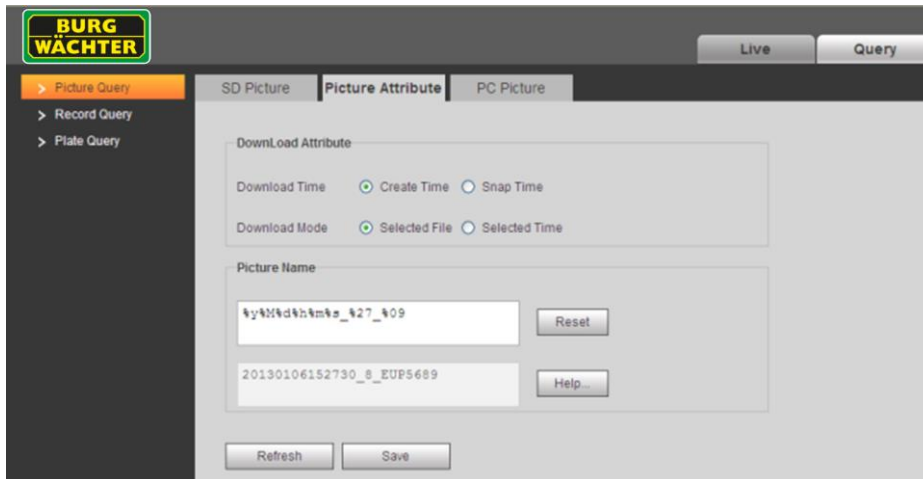 BURG
WÄCHTER
Live Query
> Picture Query
> Record Query
> Plate Query
SD Picture Picture Attribute PC Picture
DownLoad Attribute
Download Time Create Time Snap Time
Download Mode Selected File Selected Time
Picture Name
%y%M%d%h%m%s_%27_%09
Reset
20130106152730_8_EUP5689
Help...
Refresh Save